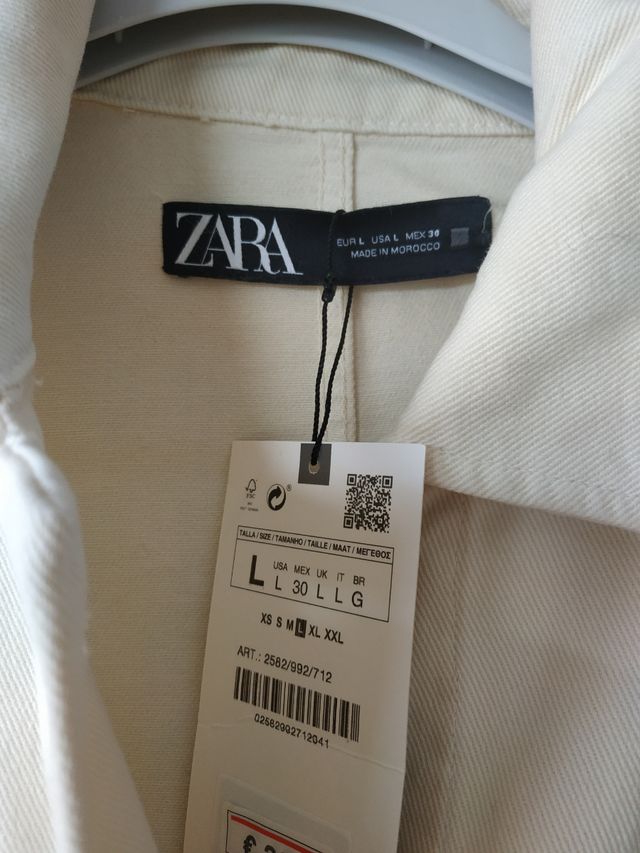 ZARA
EUR L USA L MEX 30
MADE IN MOROCCO
FSC
TALLA / SIZE / TAMANHO / TAILLE / MAAT / ΜΕΓΕΘΟΣ
L
USA MEX UK IT BR
L 30 L L G
XS S M L XL XXL
ART.: 2582/992/712
02582992712041
€